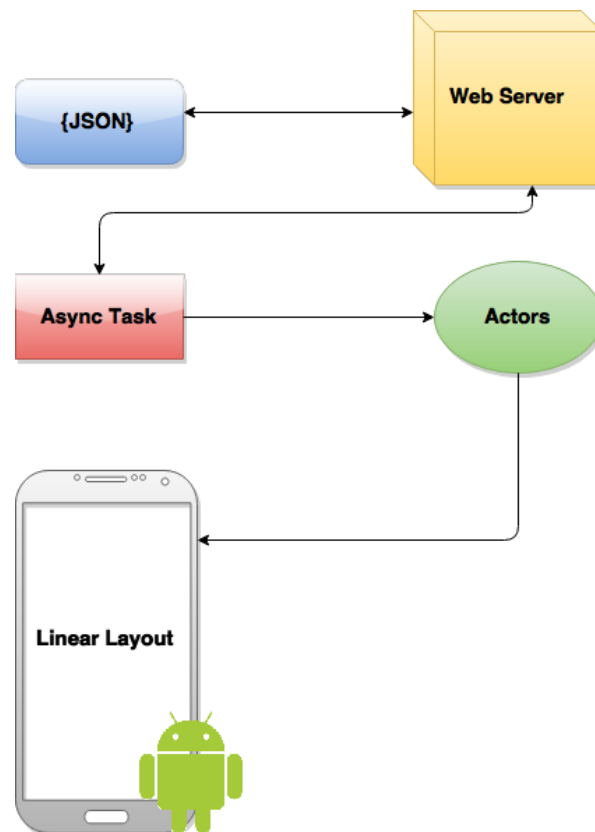 {JSON}
Web Server
Async Task
Actors
Linear Layout